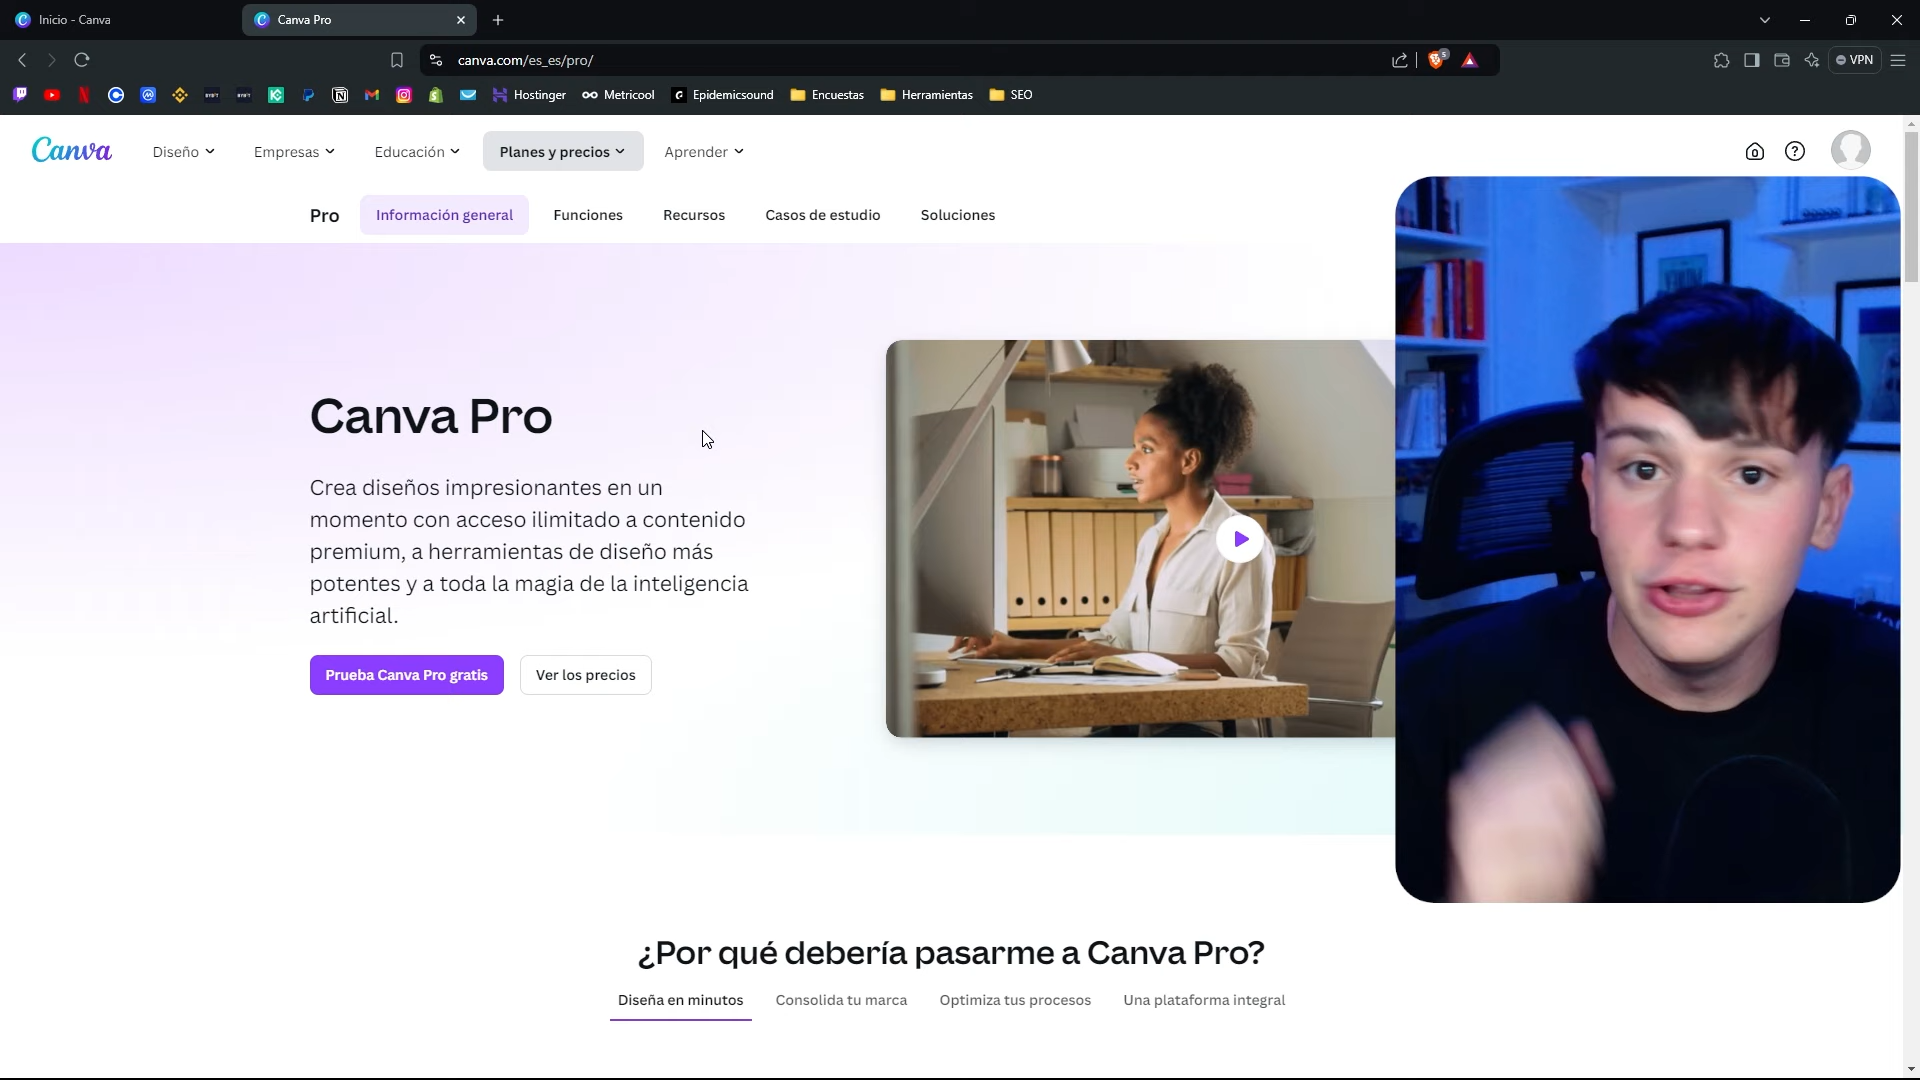 Inicio - Canva
Canva Pro
canva.com/es_es/pro/
5
VPN
Hostinger
Metricool
Epidemicsound
Encuestas
Herramientas
SEO
Canva
Diseño
Empresas
Educación
Planes y precios
Aprender
Pro
Información general
Funciones
Recursos
Casos de estudio
Soluciones
Canva Pro
Crea diseños impresionantes en un
momento con acceso ilimitado a contenido
premium, a herramientas de diseño más
potentes y a toda la magia de la inteligencia
artificial.
Prueba Canva Pro gratis
Ver los precios
¿Por qué debería pasarme a Canva Pro?
Diseña en minutos
Consolida tu marca
Optimiza tus procesos
Una plataforma integral